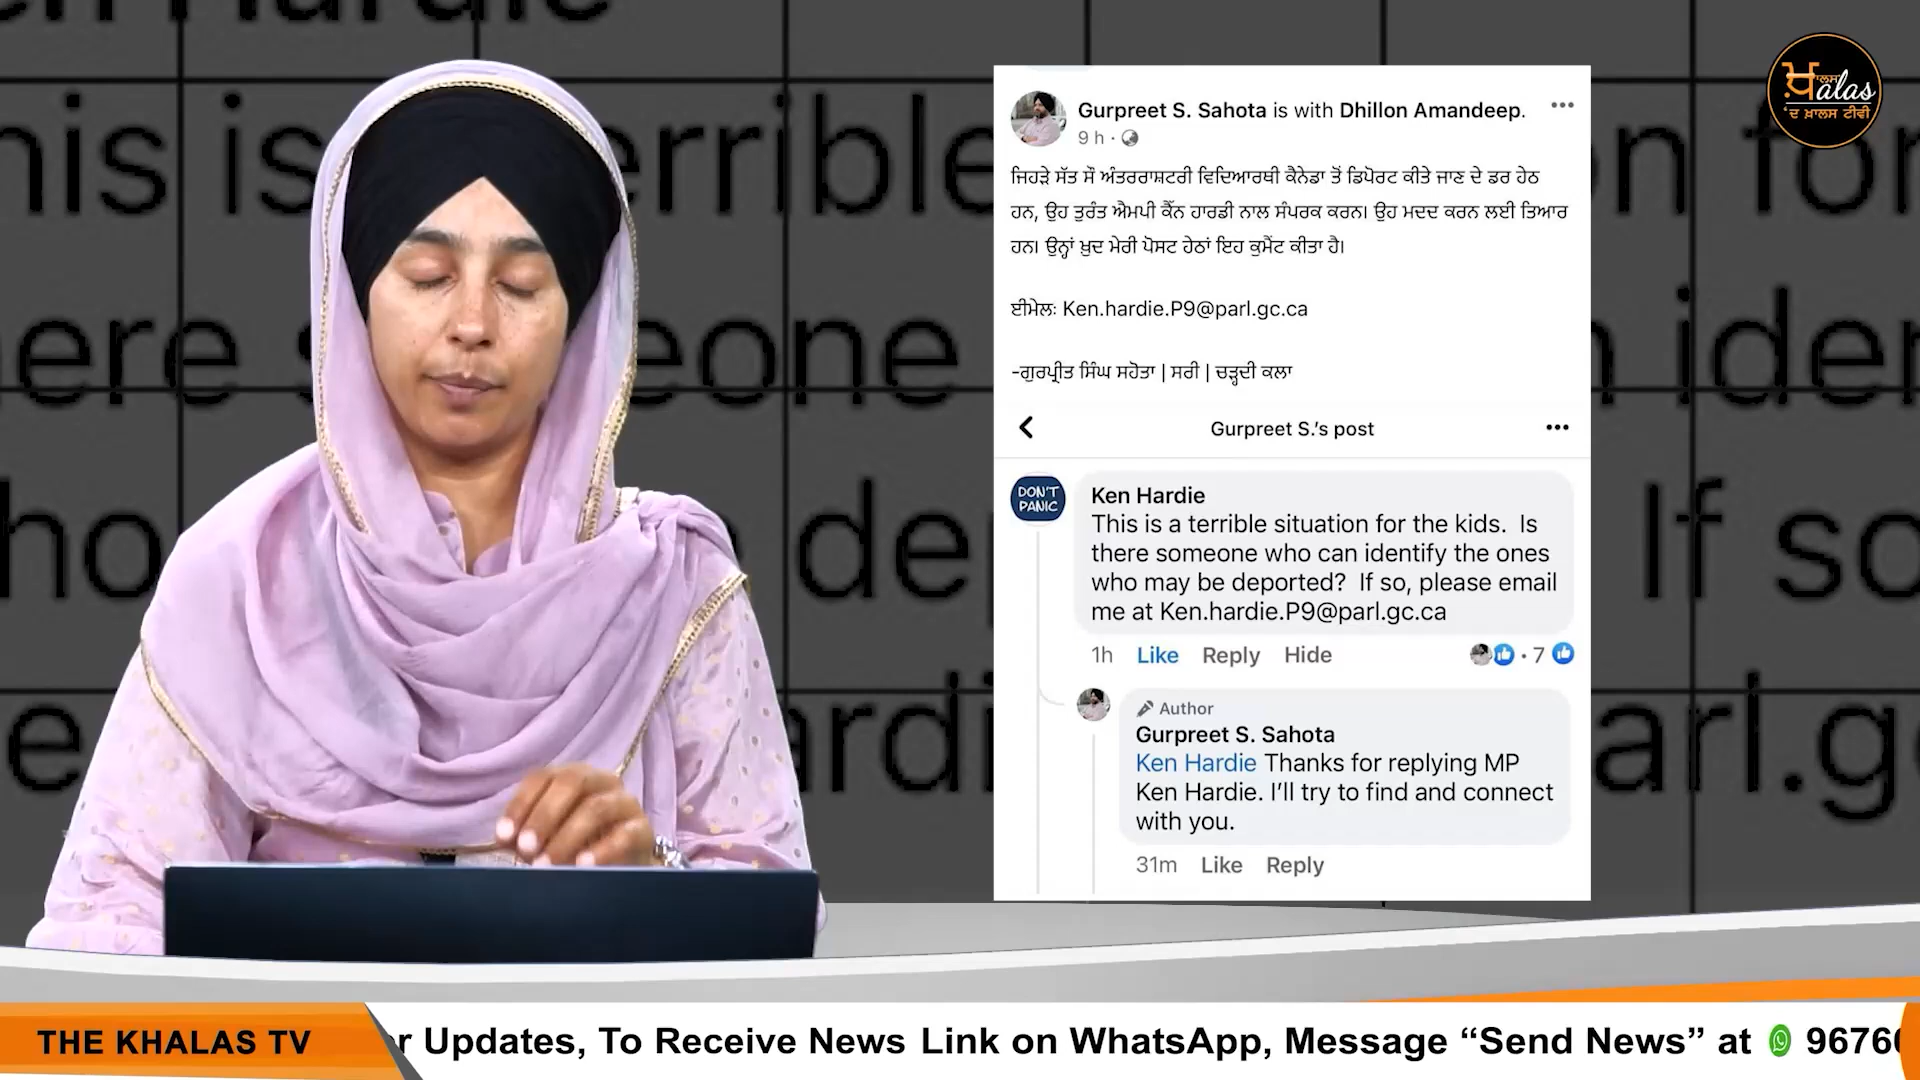 ਖ਼ਾਲਸ
Khalas
'ਦ ਖ਼ਾਲਸ ਟੀਵੀ
Gurpreet S. Sahota is with Dhillon Amandeep.
9 h ·
ਜਿਹੜੇ ਸੱਤ ਸੌ ਅੰਤਰਰਾਸ਼ਟਰੀ ਵਿਦਿਆਰਥੀ ਕੈਨੇਡਾ ਤੋਂ ਡਿਪੋਰਟ ਕੀਤੇ ਜਾਣ ਦੇ ਡਰ ਹੇਠ
ਹਨ, ਉਹ ਤੁਰੰਤ ਐਮਪੀ ਕੈੱਨ ਹਾਰਡੀ ਨਾਲ ਸੰਪਰਕ ਕਰਨ। ਉਹ ਮਦਦ ਕਰਨ ਲਈ ਤਿਆਰ
ਹਨ। ਉਨ੍ਹਾਂ ਖ਼ੁਦ ਮੇਰੀ ਪੋਸਟ ਹੇਠਾਂ ਇਹ ਕੁਮੈਂਟ ਕੀਤਾ ਹੈ।
ਈਮੇਲ: Ken.hardie.P9@parl.gc.ca
-ਗੁਰਪ੍ਰੀਤ ਸਿੰਘ ਸਹੋਤਾ | ਸਰੀ | ਚੜ੍ਹਦੀ ਕਲਾ
Gurpreet S.'s post
DON'T
PANIC
Ken Hardie
This is a terrible situation for the kids. Is
there someone who can identify the ones
who may be deported? If so, please email
me at Ken.hardie.P9@parl.gc.ca
1h Like Reply Hide · 7
Author
Gurpreet S. Sahota
Ken Hardie Thanks for replying MP
Ken Hardie. I'll try to find and connect
with you.
31m Like Reply
THE KHALAS TV
r Updates, To Receive News Link on WhatsApp, Message “Send News” at 9676